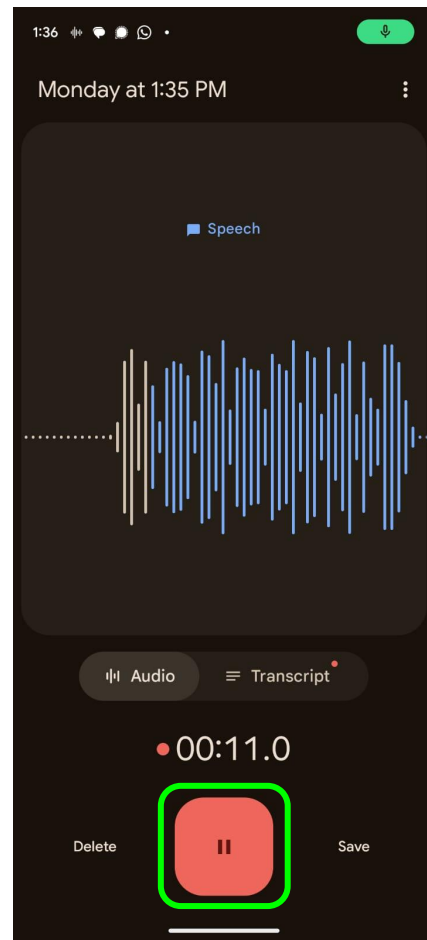 1:36
Monday at 1:35 PM
Speech
Audio
Transcript
00:11.0
Delete
Save